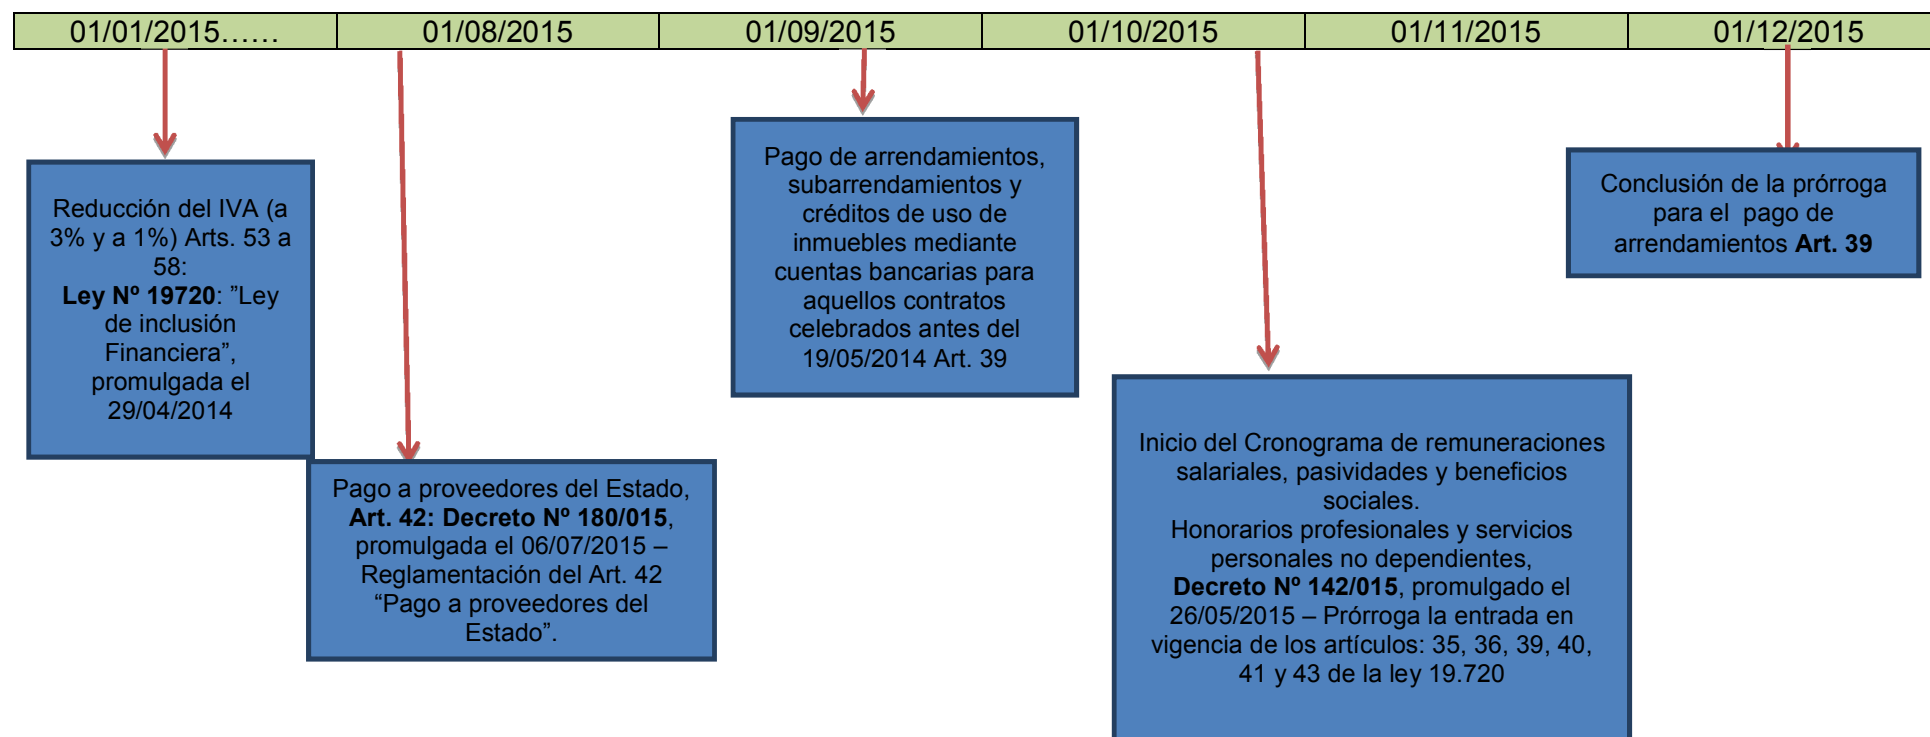 01/01/2015......
01/08/2015
01/09/2015
01/10/2015
01/11/2015
01/12/2015
Reducción del IVA (a
3% y a 1%) Arts. 53 a
58:
Ley Nº 19720: ”Ley
de inclusión
Financiera”,
promulgada el
29/04/2014
Pago a proveedores del Estado,
Art. 42: Decreto Nº 180/015,
promulgada el 06/07/2015 –
Reglamentación del Art. 42
“Pago a proveedores del
Estado”.
Pago de arrendamientos,
subarrendamientos y
créditos de uso de
inmuebles mediante
cuentas bancarias para
aquellos contratos
celebrados antes del
19/05/2014 Art. 39
Inicio del Cronograma de remuneraciones
salariales, pasividades y beneficios
sociales.
Honorarios profesionales y servicios
personales no dependientes,
Decreto Nº 142/015, promulgado el
26/05/2015 – Prórroga la entrada en
vigencia de los artículos: 35, 36, 39, 40,
41 y 43 de la ley 19.720
Conclusión de la prórroga
para el  pago de
arrendamientos Art. 39